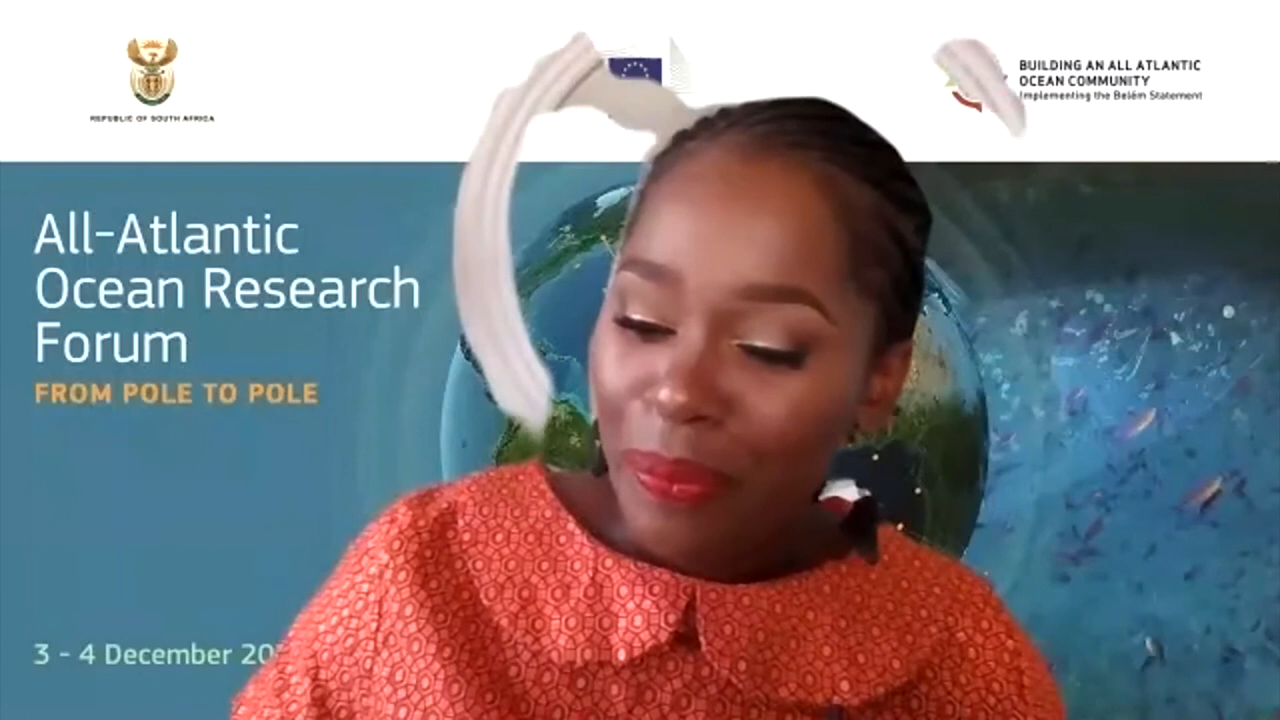 REPUBLIC OF SOUTH AFRICA
BUILDING AN ALL ATLANTIC
OCEAN COMMUNITY
Implementing the Belém Statement
All-Atlantic
Ocean Research
Forum
FROM POLE TO POLE
3 - 4 December 20